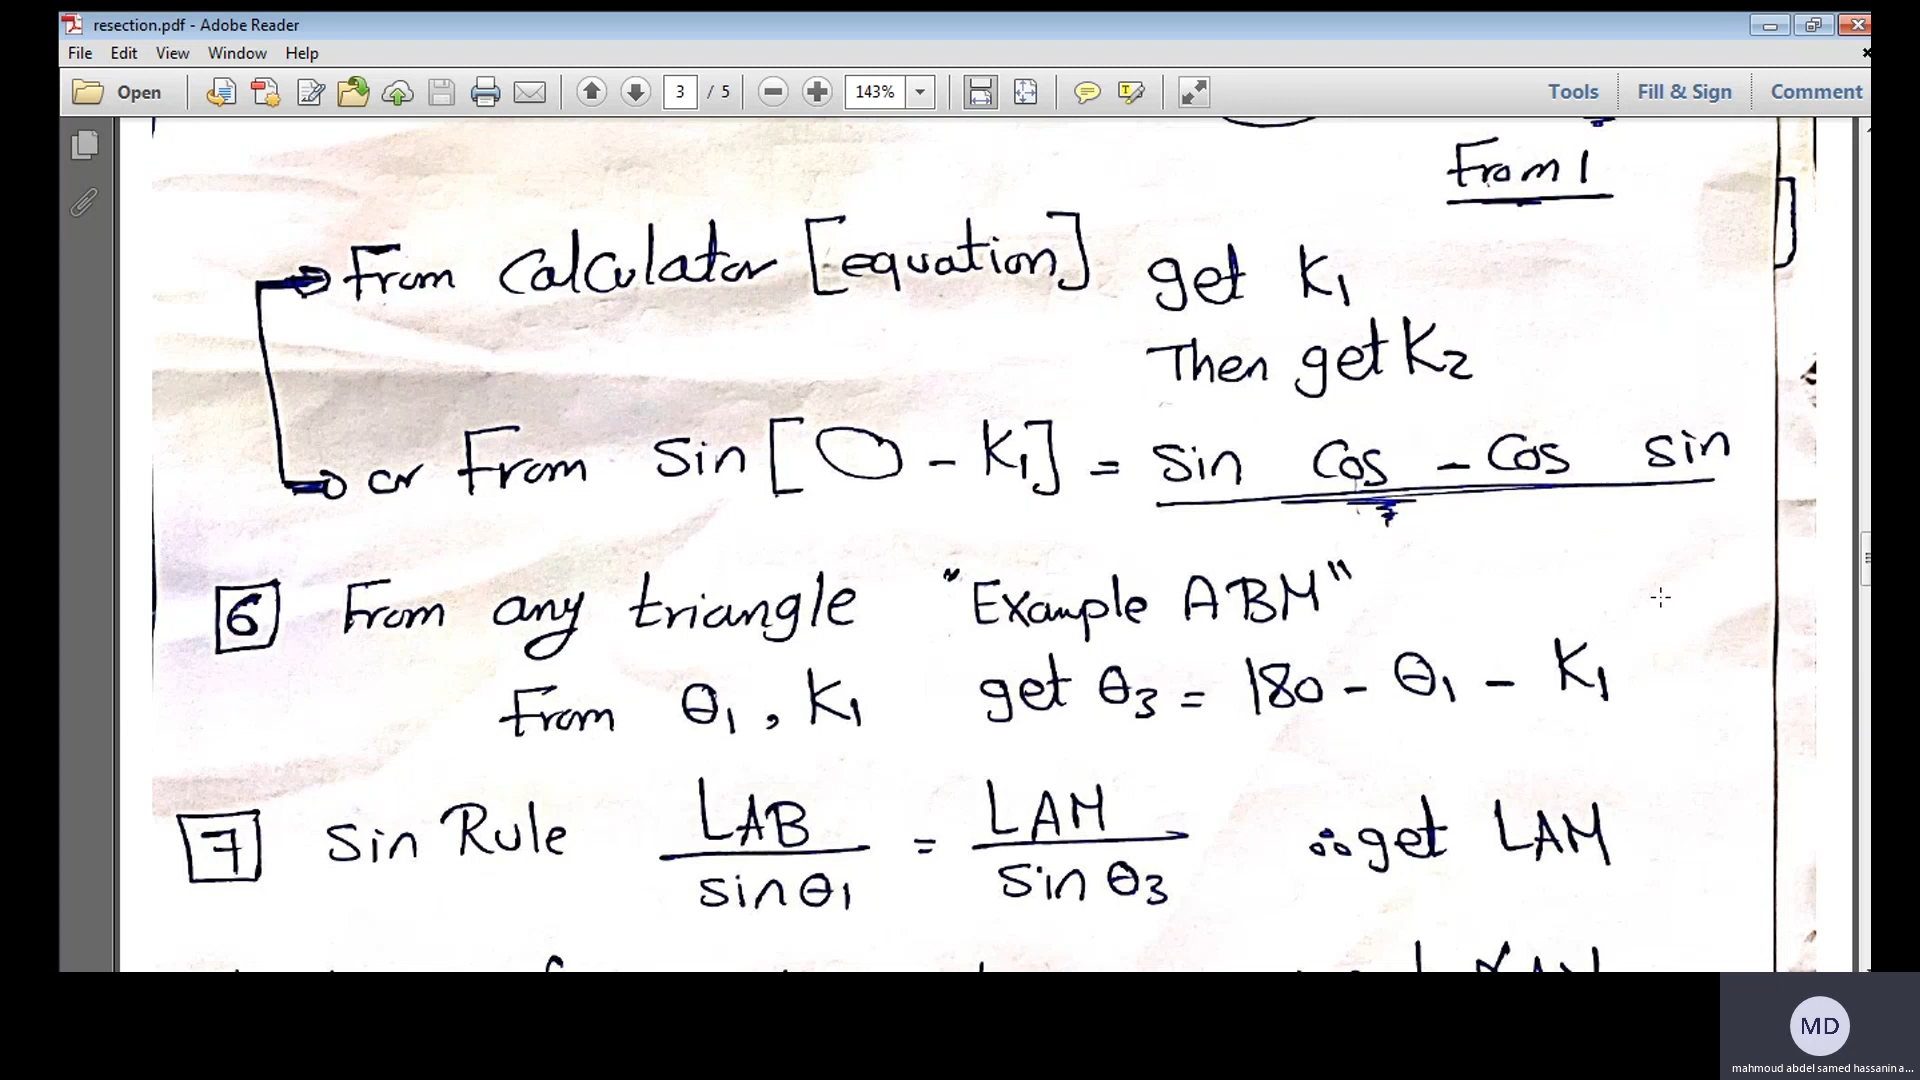 resection.pdf - Adobe Reader
File Edit View Window Help
Open 3 / 5 143% Tools Fill & Sign Comment
From 1
From Calculator [equation] get K1
Then get K2
or From Sin [ - K1] = Sin Cos - Cos sin
6 From any triangle "Example ABM"
From θ1, K1 get θ3 = 180 - θ1 - K1
7 Sin Rule LAB / sin θ1 = LAM / sin θ3 ∴ get LAM
MD
mahmoud abdel samed hassanin a...